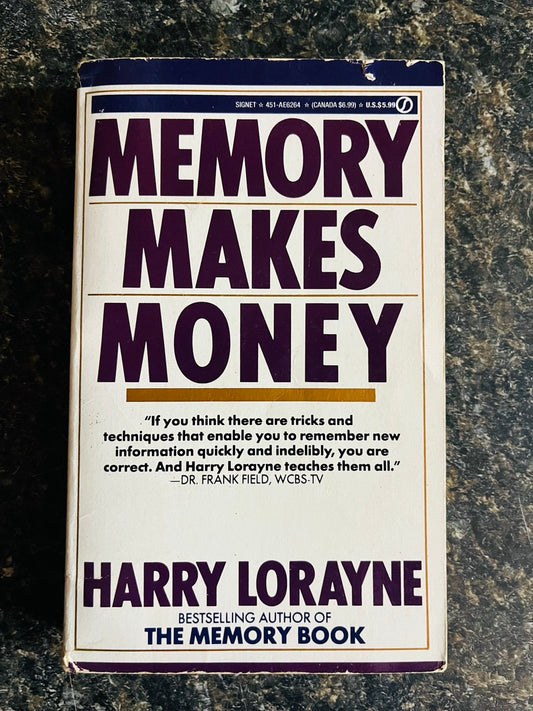 SIGNET ☆ 451-AE6264 ☆ (CANADA $6.99) ☆ U.S.$5.99
MEMORY
MAKES
MONEY
“If you think there are tricks and
techniques that enable you to remember new
information quickly and indelibly, you are
correct. And Harry Lorayne teaches them all.”
—DR. FRANK FIELD, WCBS-TV
HARRY LORAYNE
BESTSELLING AUTHOR OF
THE MEMORY BOOK